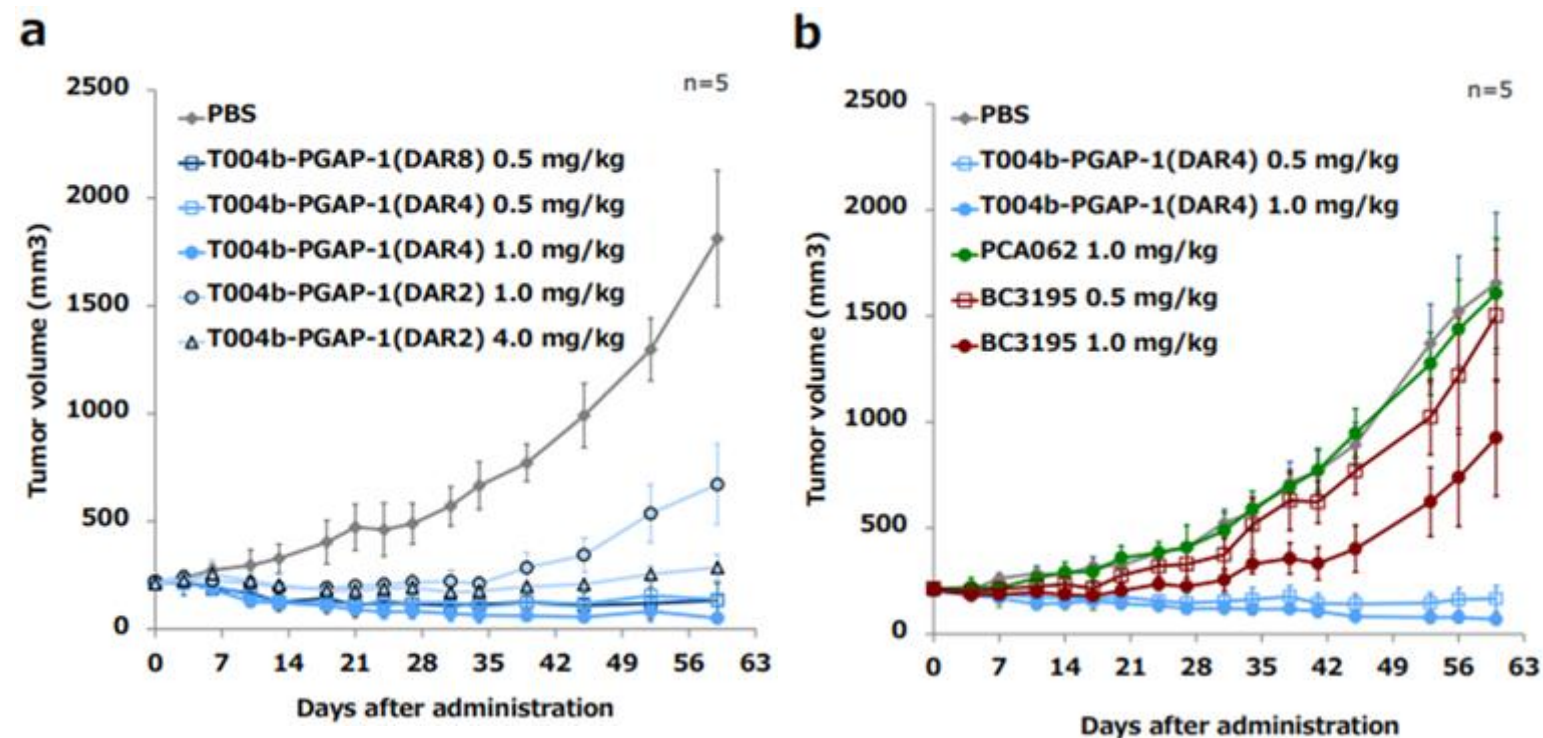 a
n=5
2500
2000
1500
1000
500
0
Tumor volume (mm3)
PBS
T004b-PGAP-1(DAR8) 0.5 mg/kg
T004b-PGAP-1(DAR4) 0.5 mg/kg
T004b-PGAP-1(DAR4) 1.0 mg/kg
T004b-PGAP-1(DAR2) 1.0 mg/kg
T004b-PGAP-1(DAR2) 4.0 mg/kg
0 7 14 21 28 35 42 49 56 63
Days after administration
b
n=5
2500
2000
1500
1000
500
0
Tumor volume (mm3)
PBS
T004b-PGAP-1(DAR4) 0.5 mg/kg
T004b-PGAP-1(DAR4) 1.0 mg/kg
PCA062 1.0 mg/kg
BC3195 0.5 mg/kg
BC3195 1.0 mg/kg
0 7 14 21 28 35 42 49 56 63
Days after administration